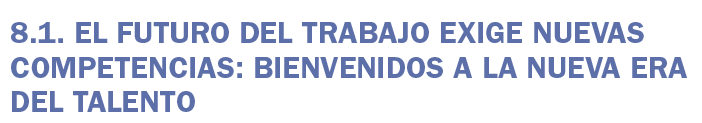 8.1. EL FUTURO DEL TRABAJO EXIGE NUEVAS
COMPETENCIAS: BIENVENIDOS A LA NUEVA ERA
DEL TALENTO